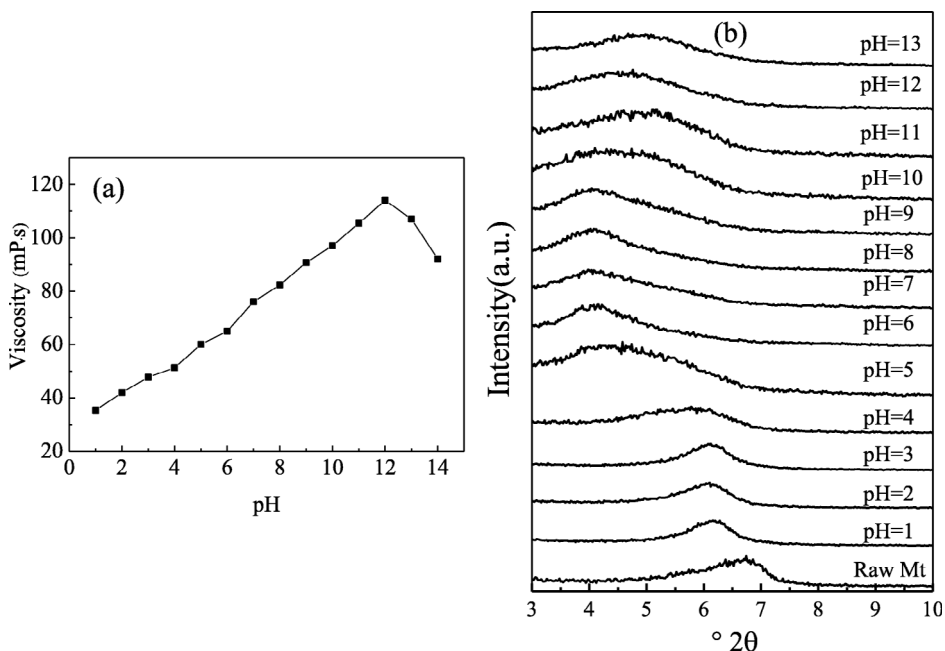 (a)
Viscosity (mP·s)
120
100
80
60
40
20
0 2 4 6 8 10 12 14
pH
(b)
Intensity(a.u.)
pH=13
pH=12
pH=11
pH=10
pH=9
pH=8
pH=7
pH=6
pH=5
pH=4
pH=3
pH=2
pH=1
Raw Mt
3 4 5 6 7 8 9 10
° 2θ